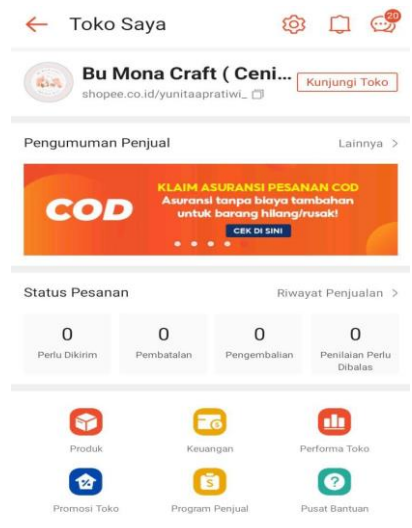 Toko Saya
20
Bu Mona Craft ( Ceni...
Kunjungi Toko
shopee.co.id/yunitaapratiwi_
Pengumuman Penjual
Lainnya >
COD
KLAIM ASURANSI PESANAN COD
Asuransi tanpa biaya tambahan
untuk barang hilang/rusak!
CEK DI SINI
Status Pesanan
Riwayat Penjualan >
0 0 0 0
Perlu Dikirim Pembatalan Pengembalian Penilaian Perlu
Dibalas
Produk Keuangan Performa Toko
Promosi Toko Program Penjual Pusat Bantuan